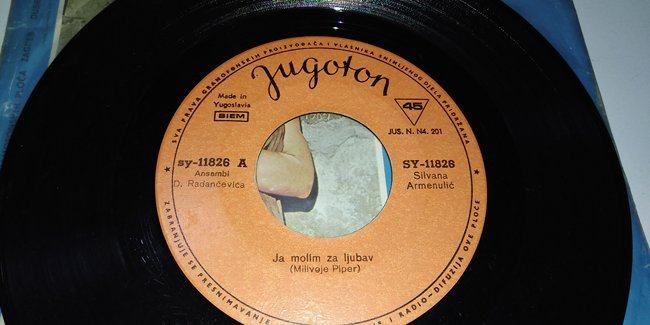 SVA PRAVA GRAMOFONSKIH PROIZVOĐAČA I VLASNIKA SNIMLJENOG DJELA PRIDRŽANA
Jugoton
Made in
Yugoslavia
BIEM
45
JUS. N. N4. 201
sy-11826 A
Ansambl
D. Radančevića
SY-11826
Silvana
Armenulić
Ja molim za ljubav
(Milivoje Piper)
ZABRANJUJE SE PRESNIMAVANJE
I RADIO-DIFUZIJA OVE PLOČE
PLOČA ZAGREB